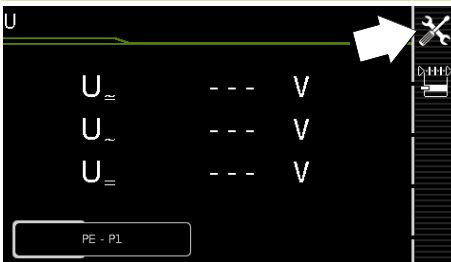 U
U≂ --- V
U~ --- V
U= --- V
PE - P1